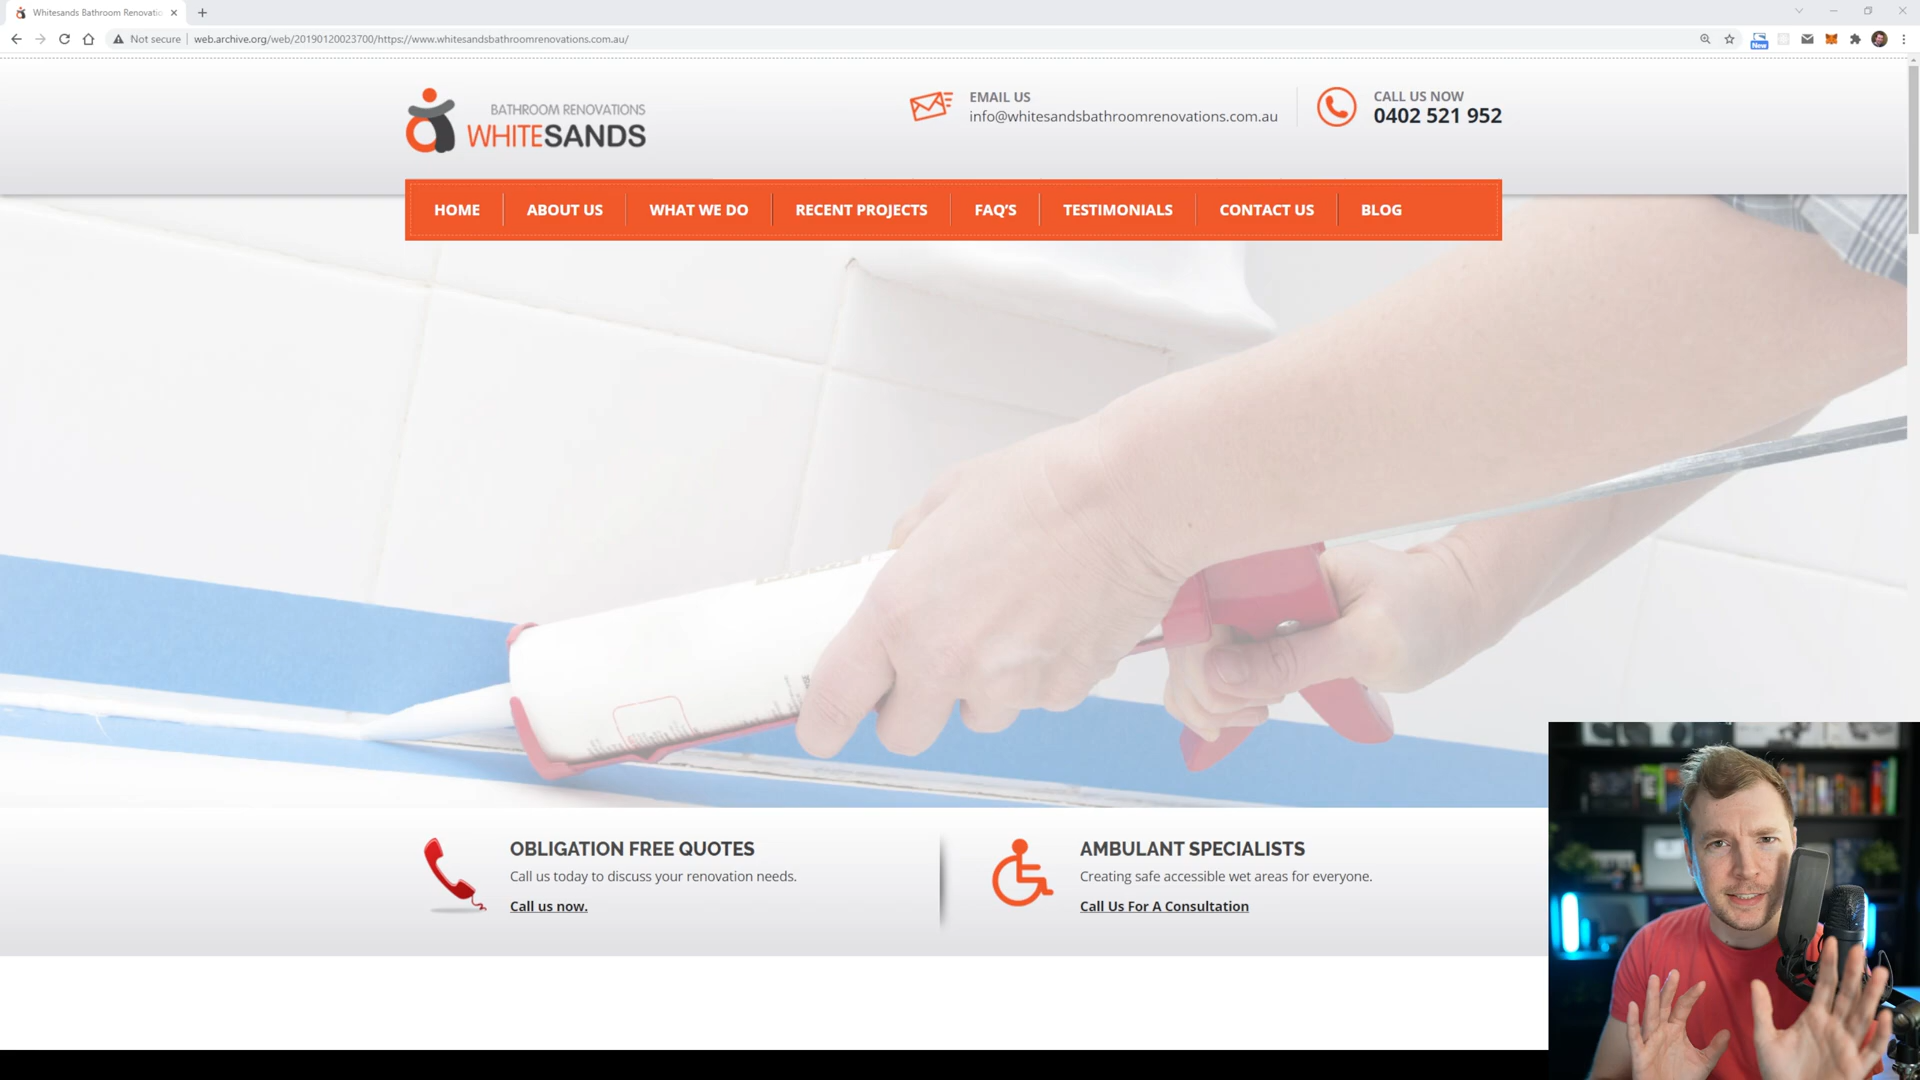 Whitesands Bathroom Renovatio
Not secure
web.archive.org/web/20190120023700/https://www.whitesandsbathroomrenovations.com.au/
New
BATHROOM RENOVATIONS
WHITESANDS
EMAIL US
info@whitesandsbathroomrenovations.com.au
CALL US NOW
0402 521 952
HOME
ABOUT US
WHAT WE DO
RECENT PROJECTS
FAQ'S
TESTIMONIALS
CONTACT US
BLOG
OBLIGATION FREE QUOTES
Call us today to discuss your renovation needs.
Call us now.
AMBULANT SPECIALISTS
Creating safe accessible wet areas for everyone.
Call Us For A Consultation